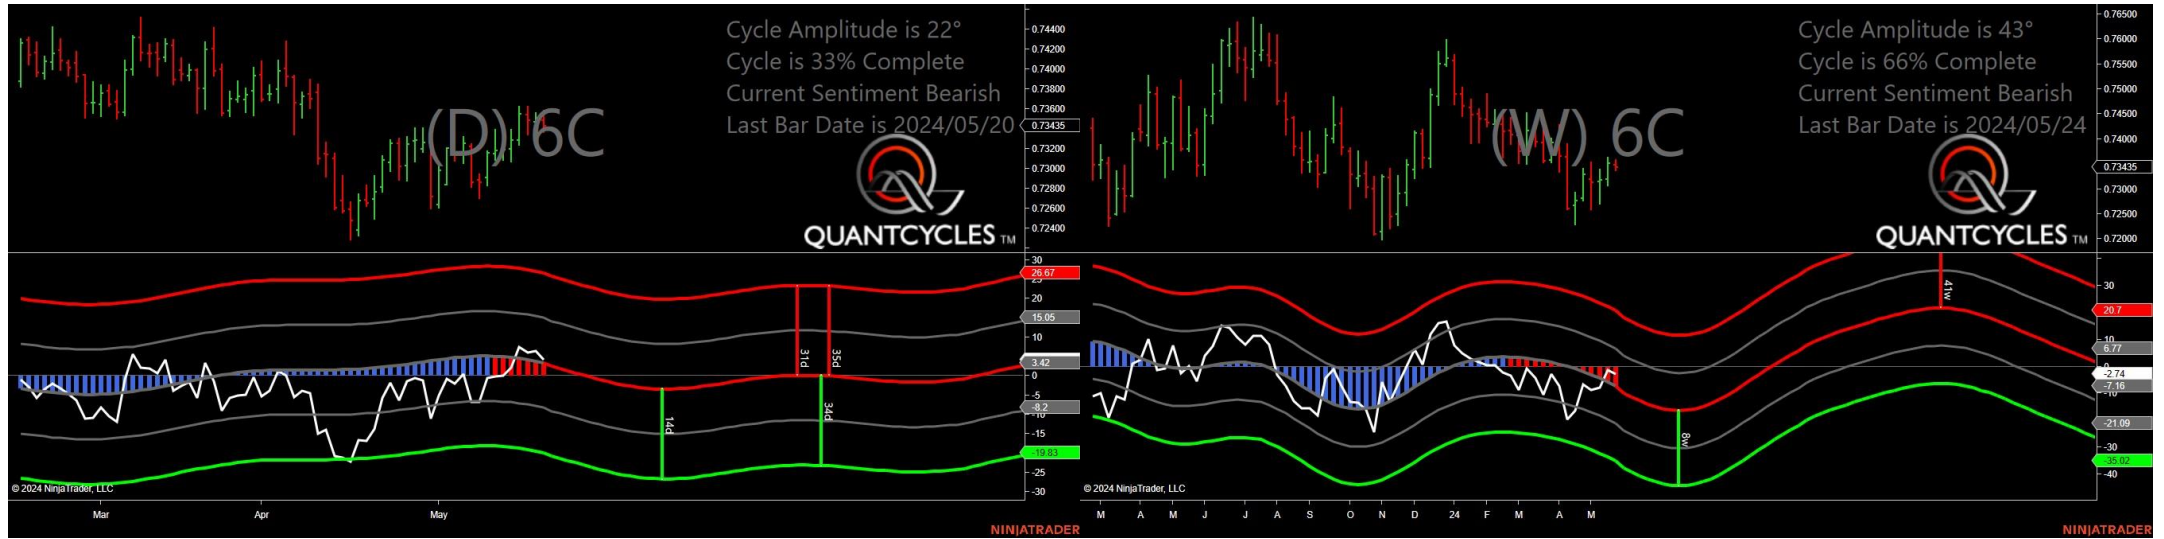 Cycle Amplitude is 22°
Cycle is 33% Complete
Current Sentiment Bearish
Last Bar Date is 2024/05/20
(D) 6C
QUANTCYCLES TM
0.74400
0.74200
0.74000
0.73800
0.73600
0.73435
0.73200
0.73000
0.72800
0.72600
0.72400
30
26.67
25
20
15.05
10
3.42
0
-5
-8.2
-10
-15
-19.83
-25
-30
14d
31d
35d
34d
© 2024 NinjaTrader, LLC
Mar
Apr
May
NINJATRADER
Cycle Amplitude is 43°
Cycle is 66% Complete
Current Sentiment Bearish
Last Bar Date is 2024/05/24
(W) 6C
QUANTCYCLES TM
0.76500
0.76000
0.75500
0.75000
0.74500
0.74000
0.73435
0.73000
0.72500
0.72000
30
20.7
10
6.77
0
-2.74
-7.16
-10
-21.09
-30
-35.02
-40
8w
41w
© 2024 NinjaTrader, LLC
M A M J J A S O N D 24 F M A M
NINJATRADER